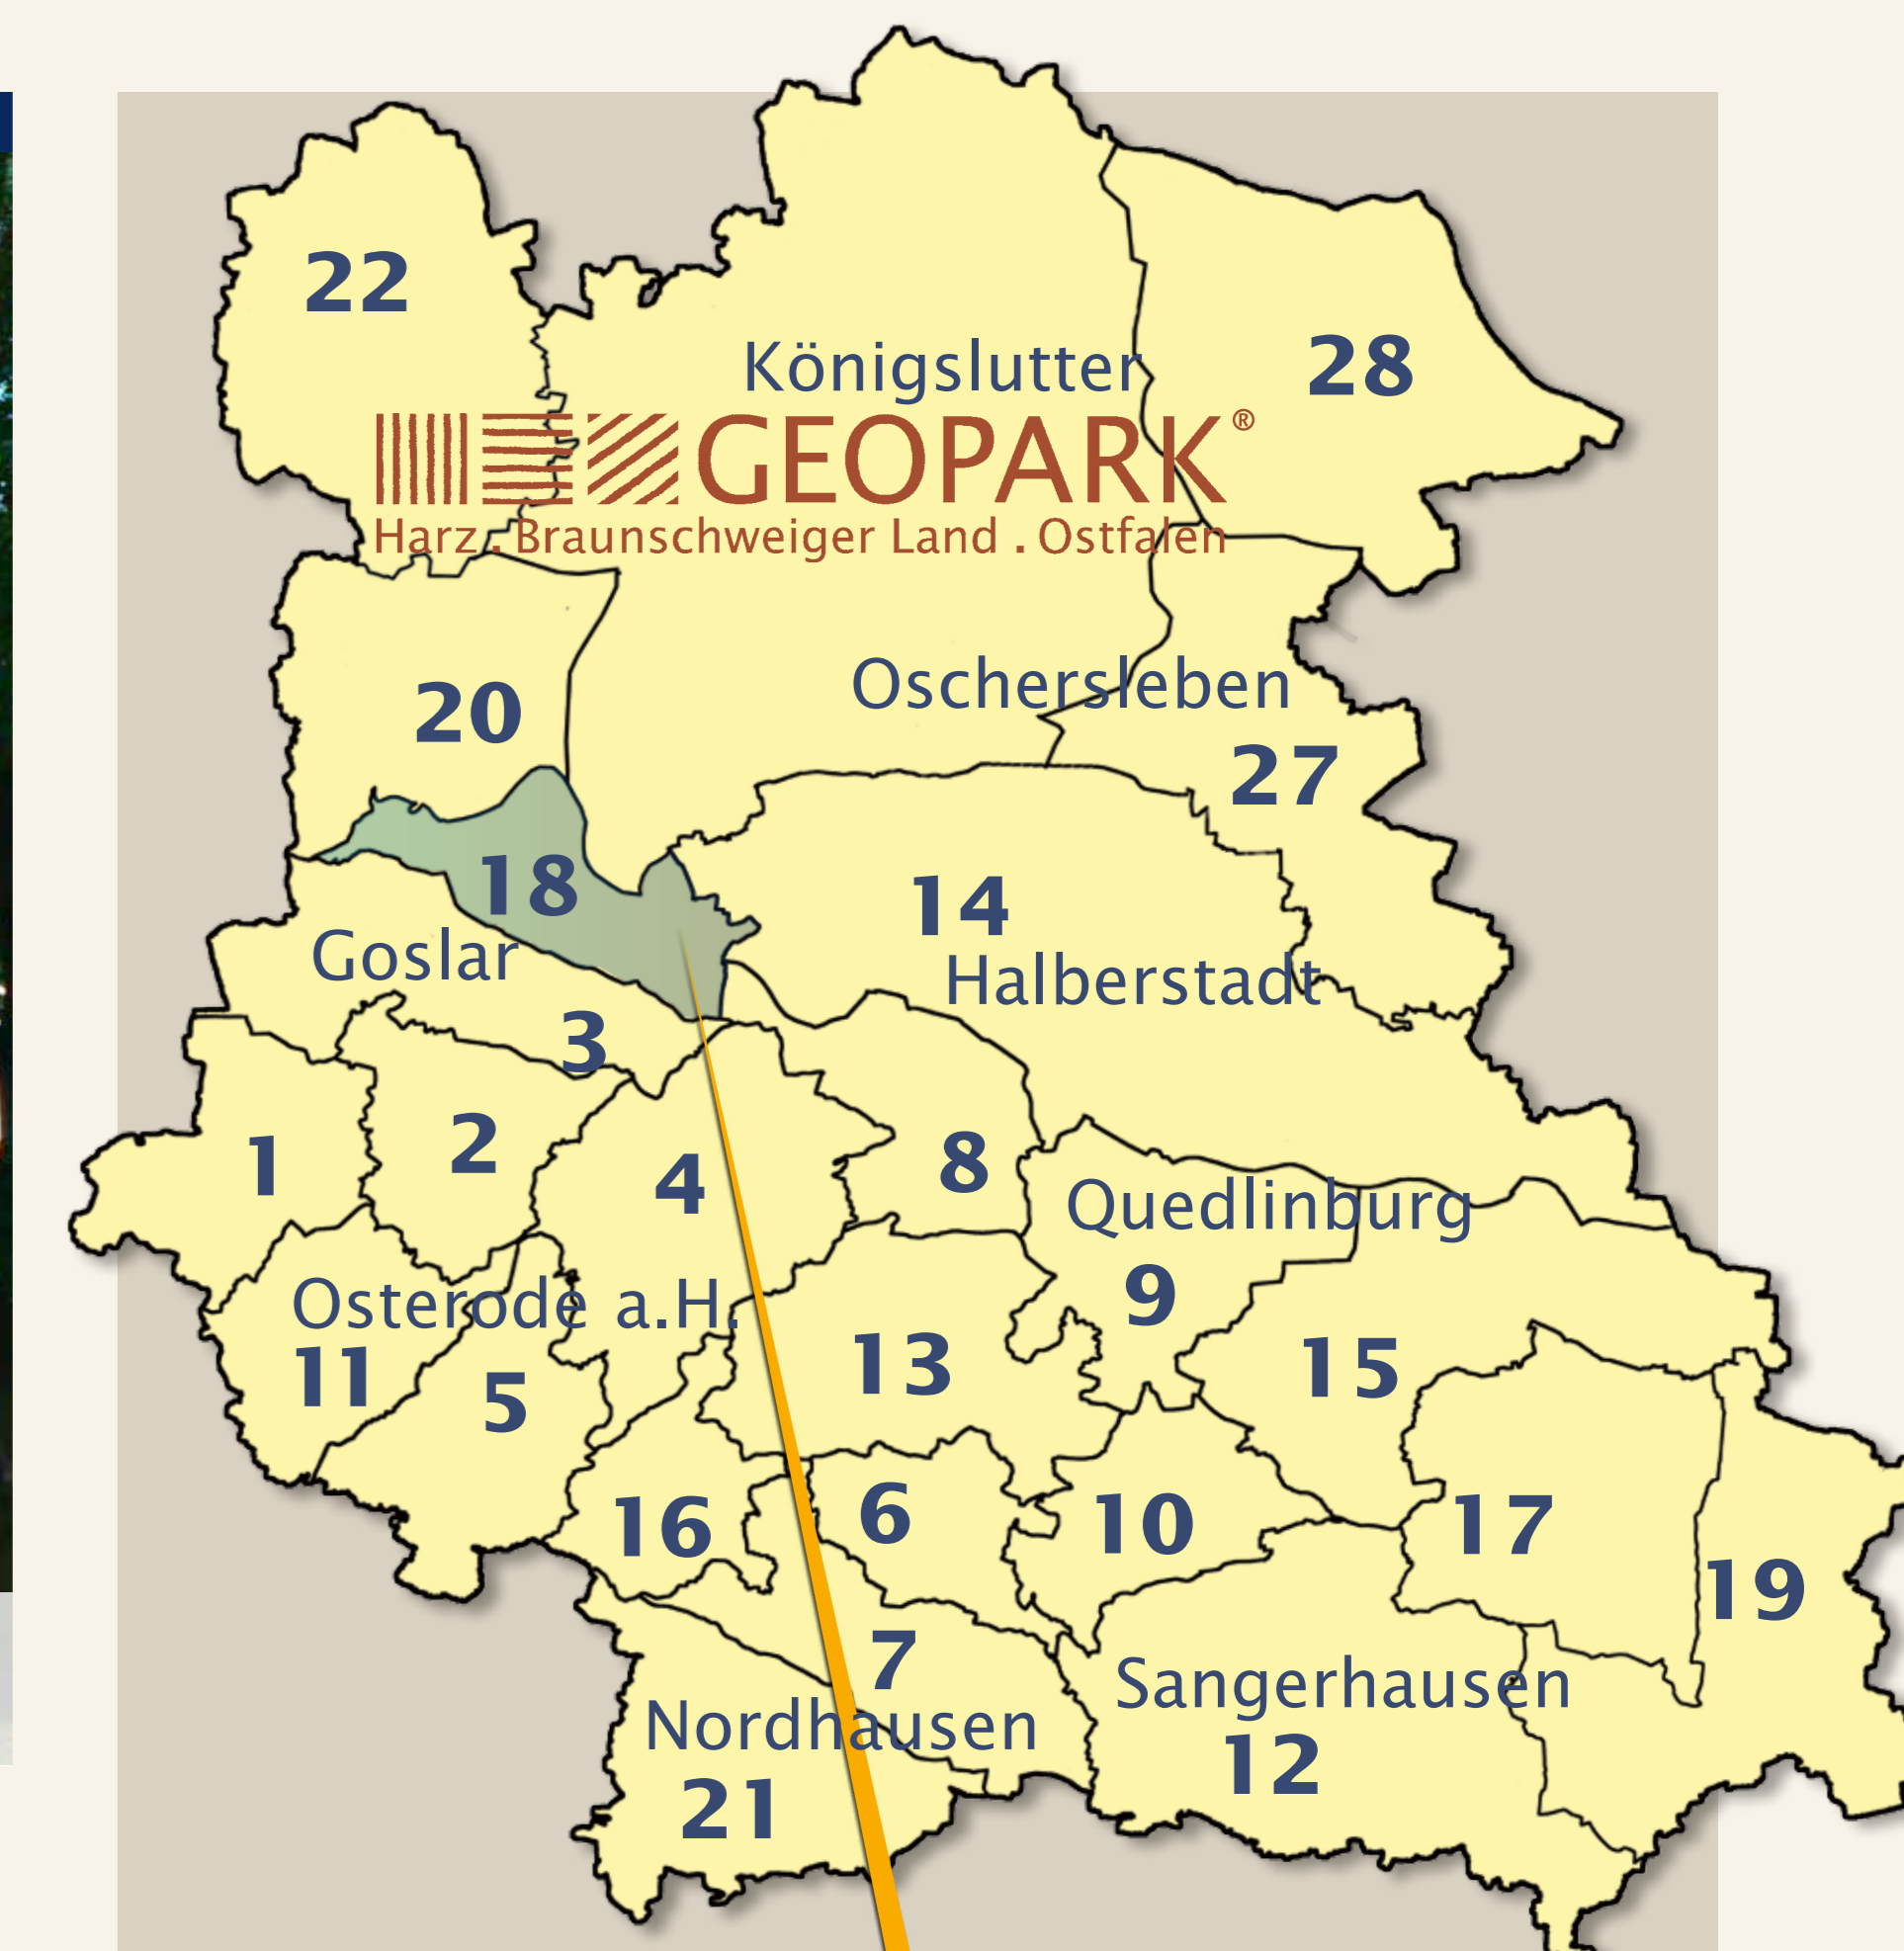 22
28
Königslutter
GEOPARK®
Harz . Braunschweiger Land . Ostfalen
20
Oschersleben
27
18
14
Goslar
Halberstadt
3
1
2
4
8
Quedlinburg
9
Osterode a.H.
11
5
13
15
16
6
10
17
19
7
Sangerhausen
Nordhausen
12
21